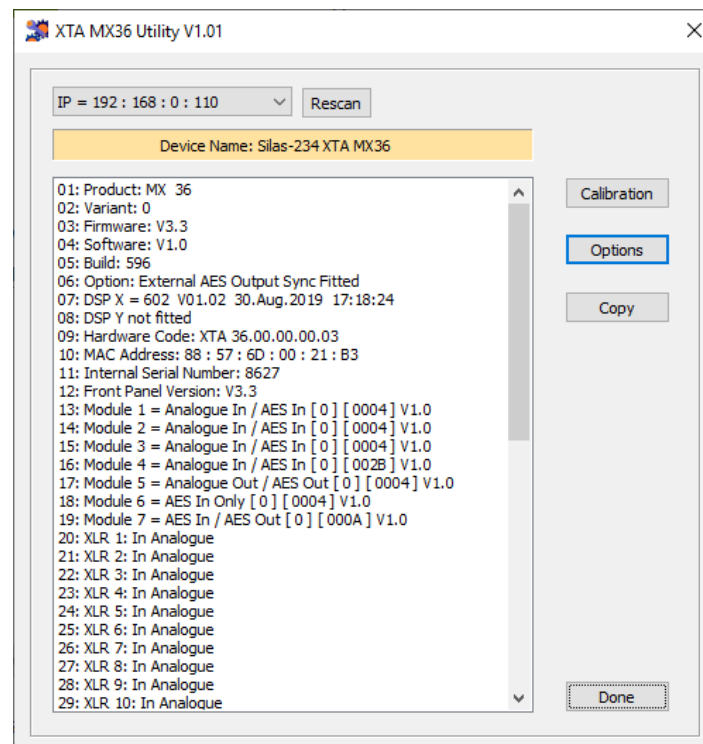 XTA MX36 Utility V1.01
IP = 192 : 168 : 0 : 110
Rescan
Device Name: Silas-234 XTA MX36
01: Product: MX 36
02: Variant: 0
03: Firmware: V3.3
04: Software: V1.0
05: Build: 596
06: Option: External AES Output Sync Fitted
07: DSP X = 602 V01.02 30.Aug.2019 17:18:24
08: DSP Y not fitted
09: Hardware Code: XTA 36.00.00.00.03
10: MAC Address: 88 : 57 : 6D : 00 : 21 : B3
11: Internal Serial Number: 8627
12: Front Panel Version: V3.3
13: Module 1 = Analogue In / AES In [ 0 ] [ 0004 ] V1.0
14: Module 2 = Analogue In / AES In [ 0 ] [ 0004 ] V1.0
15: Module 3 = Analogue In / AES In [ 0 ] [ 0004 ] V1.0
16: Module 4 = Analogue In / AES In [ 0 ] [ 002B ] V1.0
17: Module 5 = Analogue Out / AES Out [ 0 ] [ 0004 ] V1.0
18: Module 6 = AES In Only [ 0 ] [ 0004 ] V1.0
19: Module 7 = AES In / AES Out [ 0 ] [ 000A ] V1.0
20: XLR 1: In Analogue
21: XLR 2: In Analogue
22: XLR 3: In Analogue
23: XLR 4: In Analogue
24: XLR 5: In Analogue
25: XLR 6: In Analogue
26: XLR 7: In Analogue
27: XLR 8: In Analogue
28: XLR 9: In Analogue
29: XLR 10: In Analogue
Calibration
Options
Copy
Done